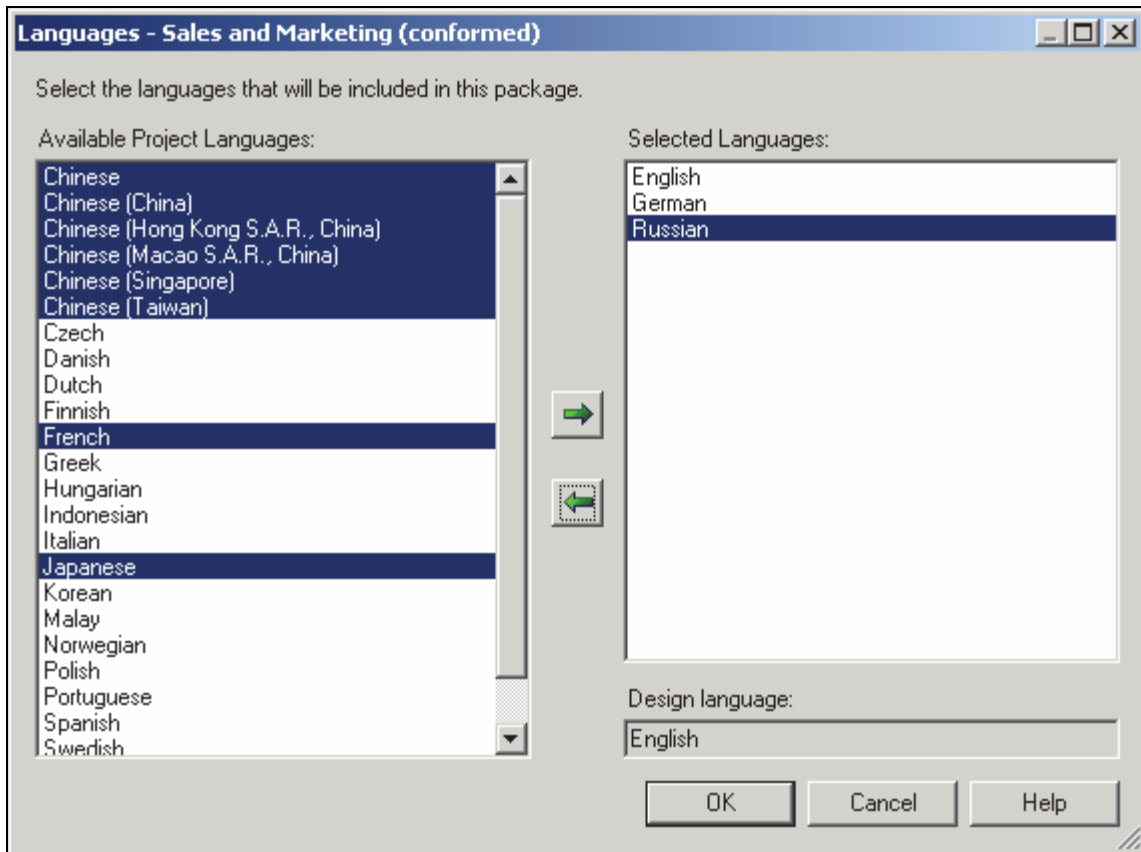 Languages - Sales and Marketing (conformed)
Select the languages that will be included in this package.
Available Project Languages:
Chinese
Chinese (China)
Chinese (Hong Kong S.A.R., China)
Chinese (Macao S.A.R., China)
Chinese (Singapore)
Chinese (Taiwan)
Czech
Danish
Dutch
Finnish
French
Greek
Hungarian
Indonesian
Italian
Japanese
Korean
Malay
Norwegian
Polish
Portuguese
Spanish
Swedish
Selected Languages:
English
German
Russian
Design language:
English
OK
Cancel
Help